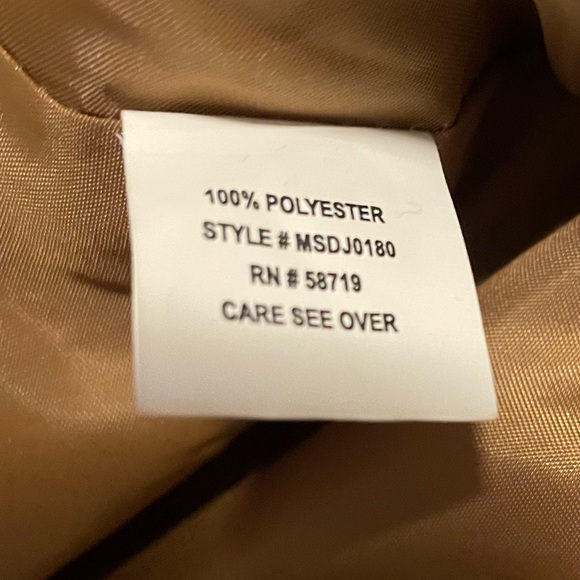 100% POLYESTER
STYLE # MSDJ0180
RN # 58719
CARE SEE OVER